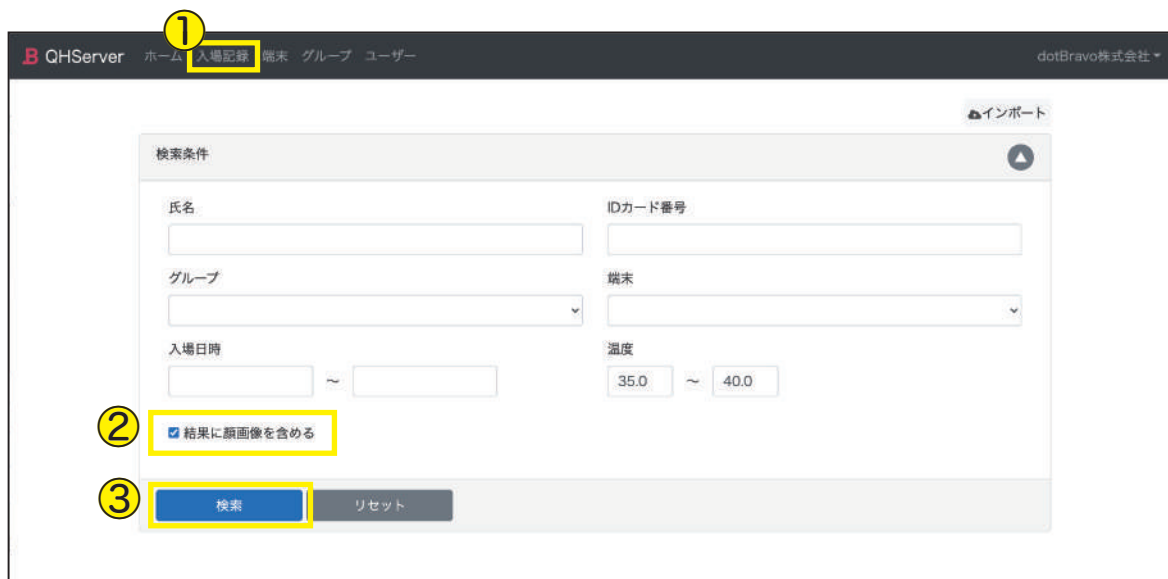 ①
B QHServer ホーム 入場記録 端末 グループ ユーザー dotBravo株式会社
インポート
検索条件
氏名 IDカード番号
グループ 端末
入場日時 温度
～ 35.0 ～ 40.0
② 結果に顔画像を含める
③ 検索 リセット